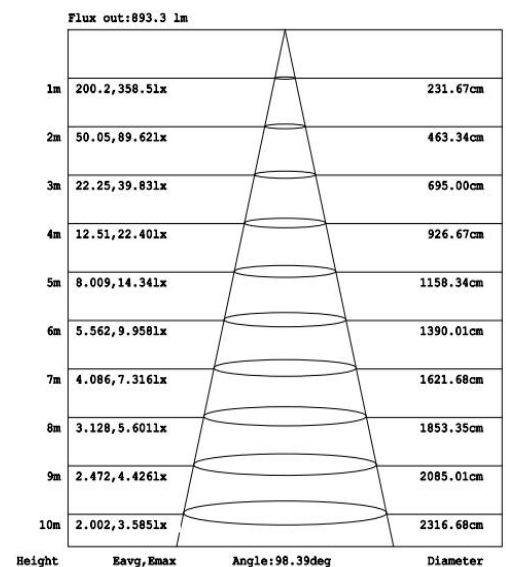 Flux out:893.3 lm
1m 200.2,358.5lx 231.67cm
2m 50.05,89.62lx 463.34cm
3m 22.25,39.83lx 695.00cm
4m 12.51,22.40lx 926.67cm
5m 8.009,14.34lx 1158.34cm
6m 5.562,9.958lx 1390.01cm
7m 4.086,7.316lx 1621.68cm
8m 3.128,5.601lx 1853.35cm
9m 2.472,4.426lx 2085.01cm
10m 2.002,3.585lx 2316.68cm
Height Eavg,Emax Angle:98.39deg Diameter